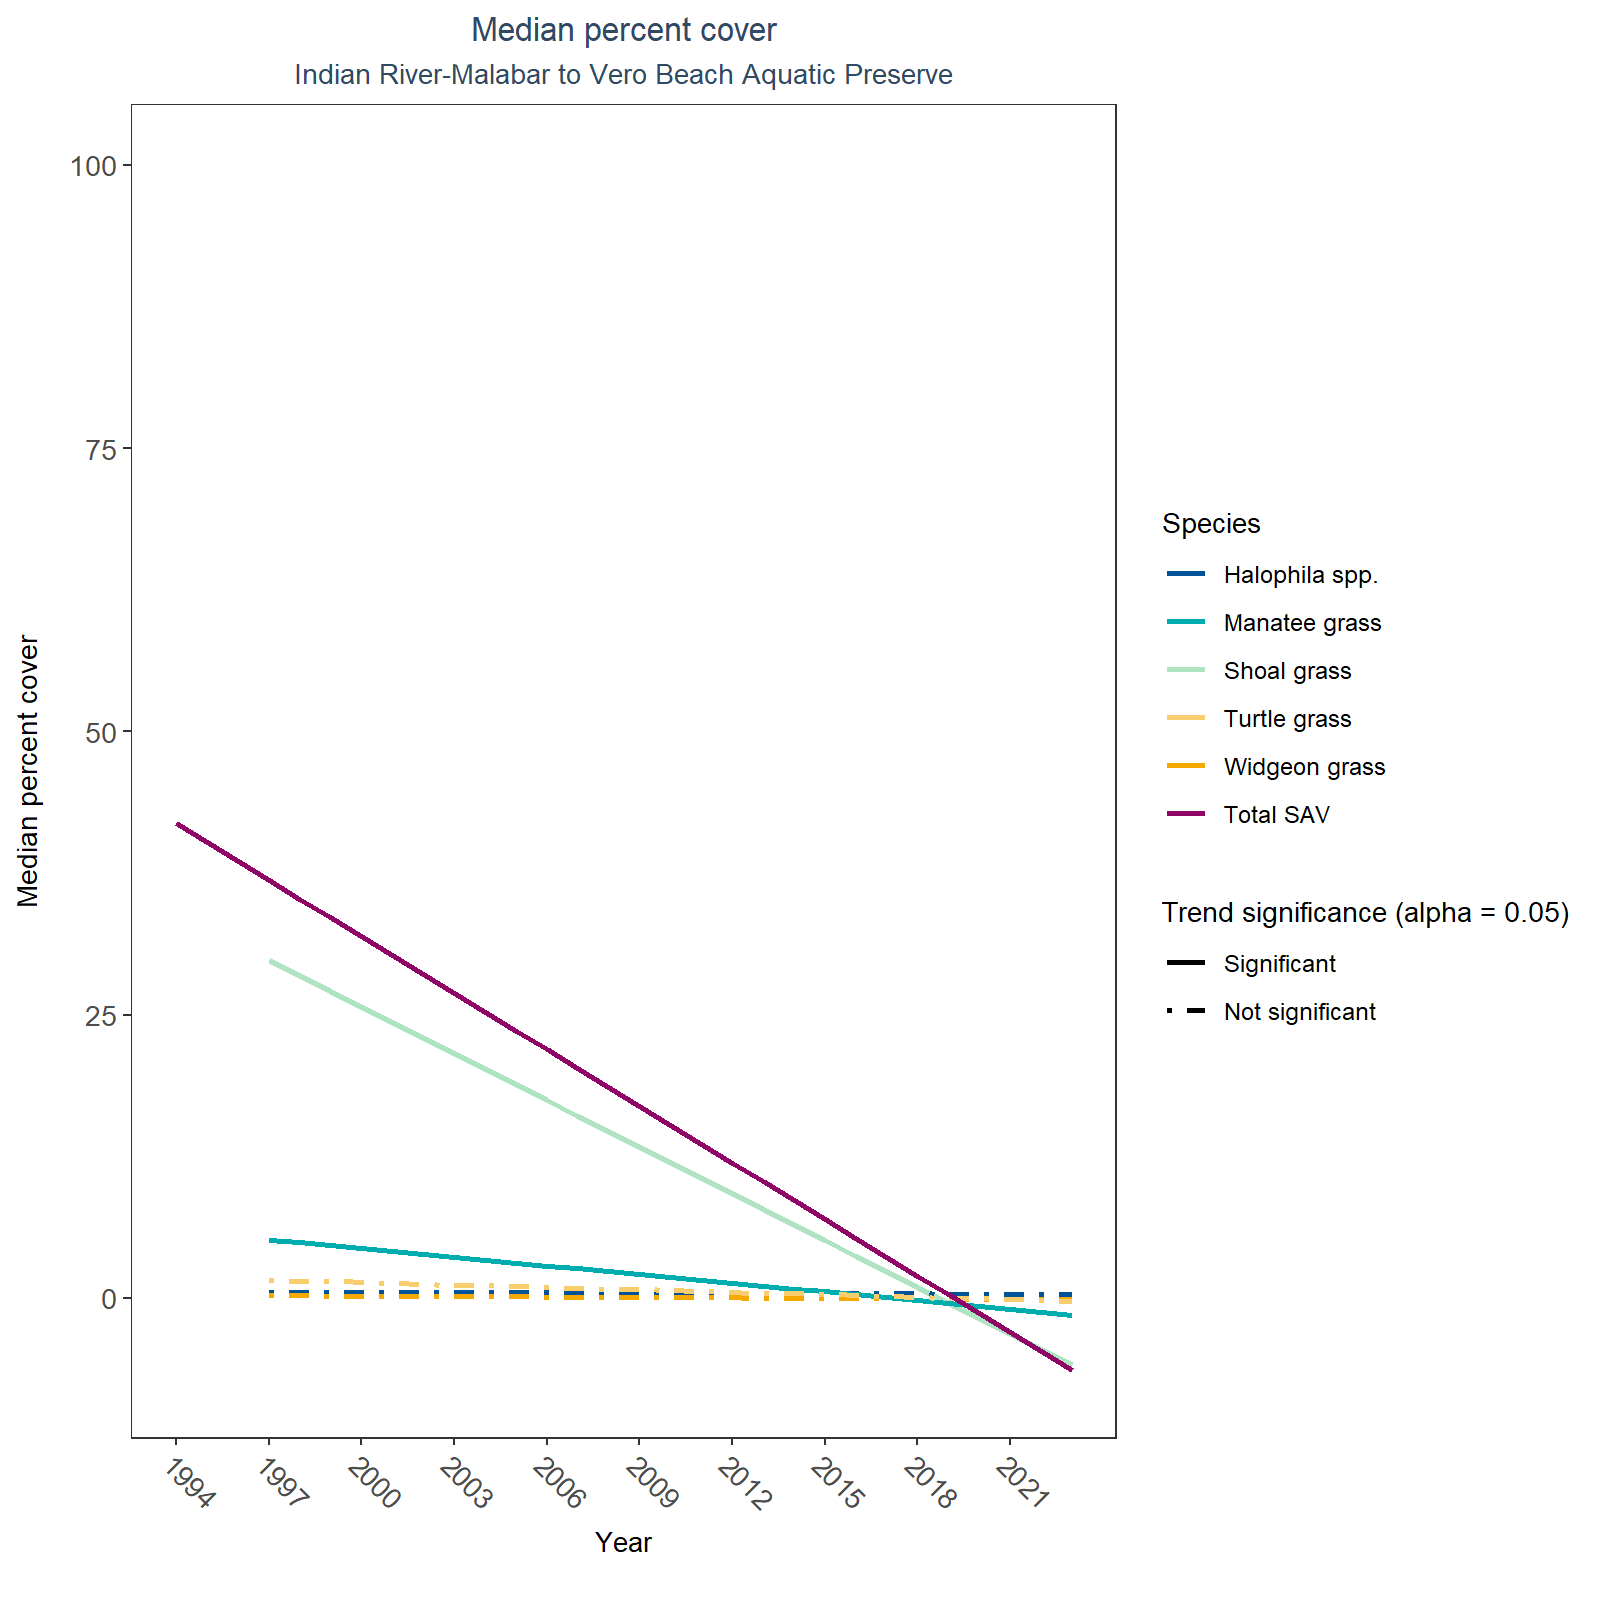 Median percent cover
Indian River-Malabar to Vero Beach Aquatic Preserve
Median percent cover
100
75
50
25
0
1994
1997
2000
2003
2006
2009
2012
2015
2018
2021
Year
Species
Halophila spp.
Manatee grass
Shoal grass
Turtle grass
Widgeon grass
Total SAV
Trend significance (alpha = 0.05)
Significant
Not significant